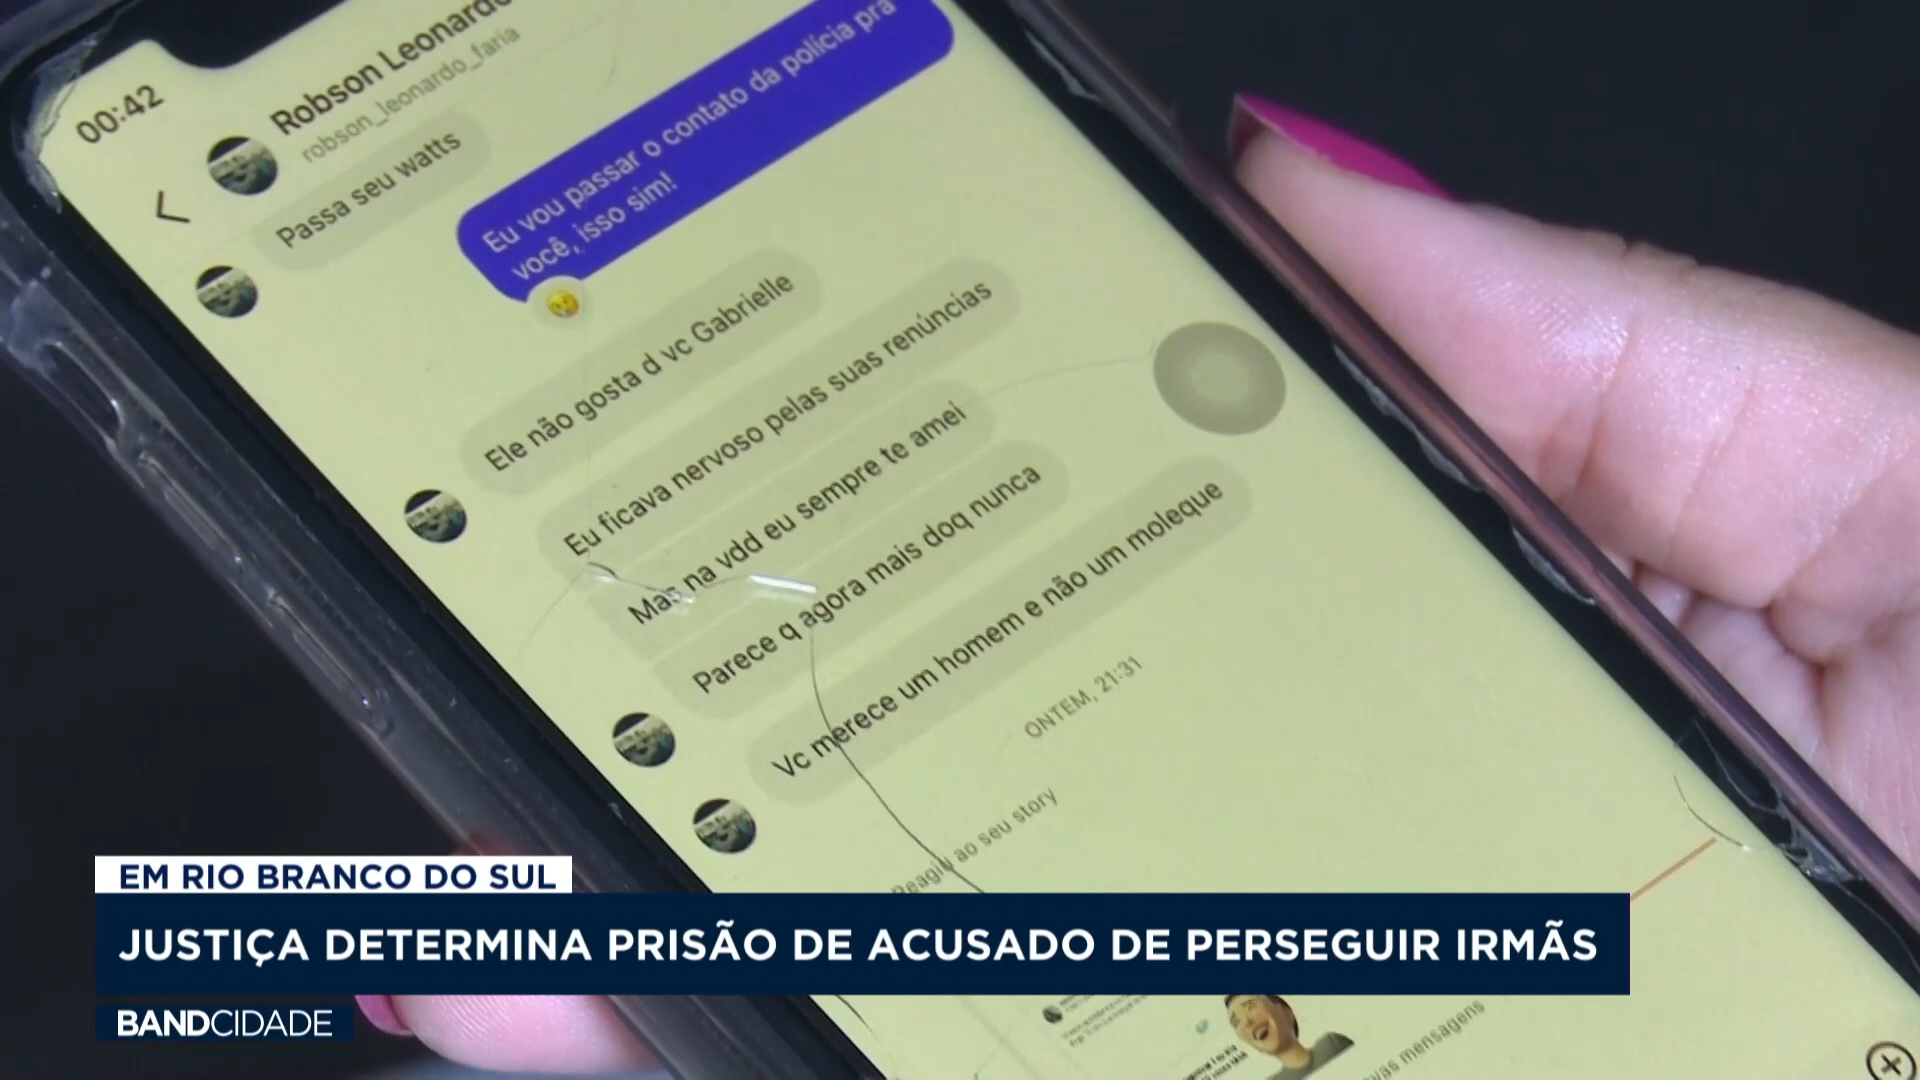 00:42
Robson Leonardo
robson_leonardo_faria
Passa seu watts
Eu vou passar o contato da polícia pra
você, isso sim!
Ele não gosta d vc Gabrielle
Eu ficava nervoso pelas suas renúncias
Mas na vdd eu sempre te amei
Parece q agora mais doq nunca
Vc merece um homem e não um moleque
ONTEM, 21:31
Reagiu ao seu story
mensagens
EM RIO BRANCO DO SUL
JUSTIÇA DETERMINA PRISÃO DE ACUSADO DE PERSEGUIR IRMÃS
BANDCIDADE